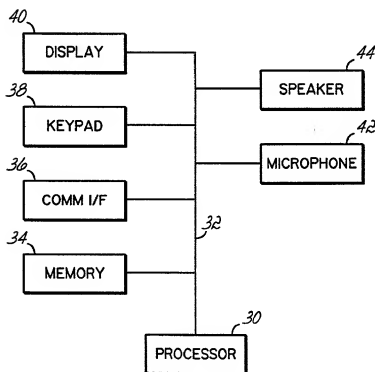 40
DISPLAY
44
SPEAKER
38
KEYPAD
42
MICROPHONE
36
COMM I/F
32
34
MEMORY
30
PROCESSOR